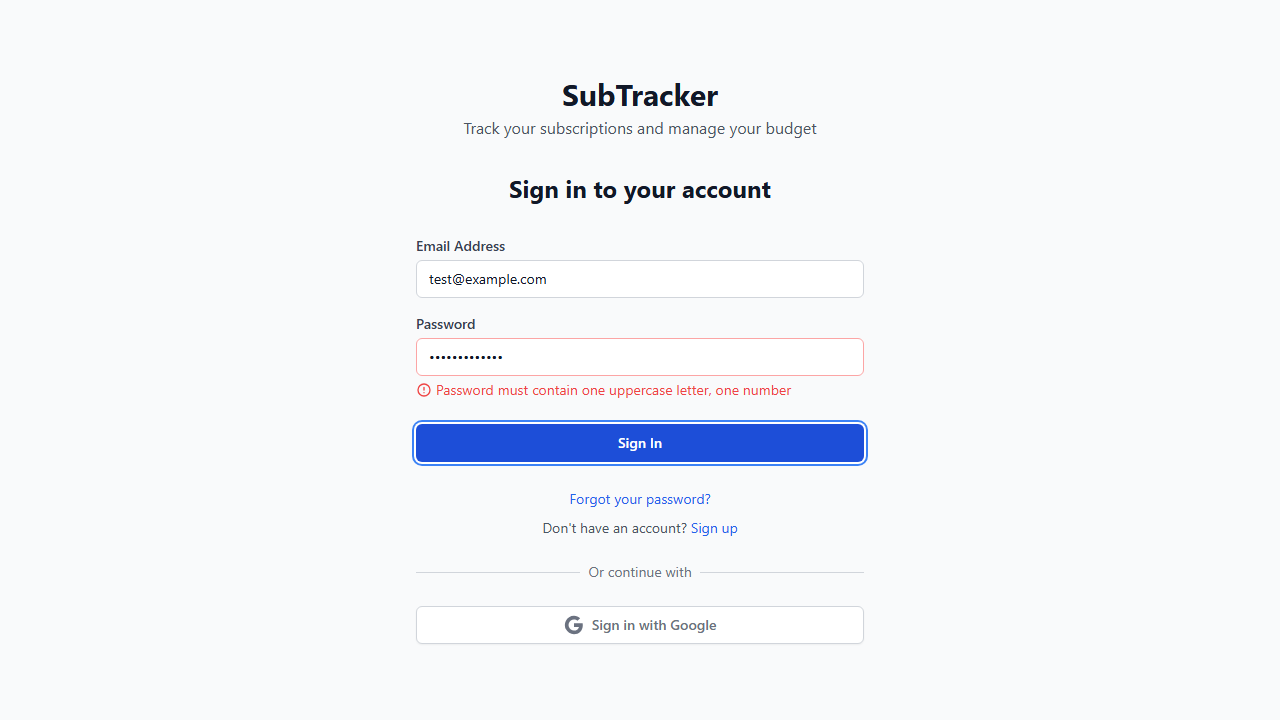 SubTracker
Track your subscriptions and manage your budget
Sign in to your account
Email Address
test@example.com
Password
•••••••••••••
Password must contain one uppercase letter, one number
Sign In
Forgot your password?
Don't have an account? Sign up
Or continue with
Sign in with Google